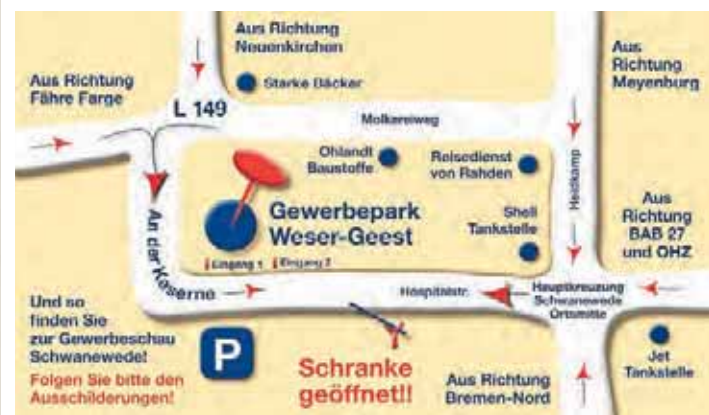 Aus Richtung
Neuenkirchen
Starke Bäcker
Aus Richtung
Fähre Farge
L 149
Molkereiweg
Aus
Richtung
Meyenburg
Ohlandt
Baustoffe
Reisedienst
von Rahden
Heidkamp
Gewerbepark
Weser-Geest
Shell
Tankstelle
Aus
Richtung
BAB 27
und OHZ
Eingang 1
Eingang 2
An der Kaserne
Hospitalstr.
Hauptkreuzung
Schwanewede
Ortsmitte
Und so
finden Sie
zur Gewerbeschau
Schwanewede!
Folgen Sie bitte den
Ausschilderungen!
P
Schranke
geöffnet!!
Aus Richtung
Bremen-Nord
Jet
Tankstelle